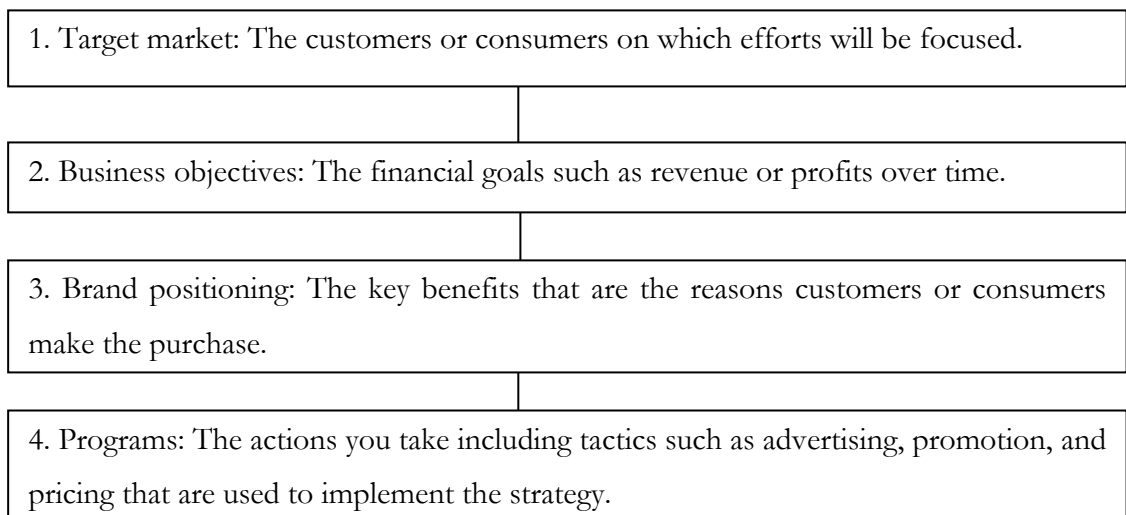 1. Target market: The customers or consumers on which efforts will be focused.
2. Business objectives: The financial goals such as revenue or profits over time.
3. Brand positioning: The key benefits that are the reasons customers or consumers
make the purchase.
4. Programs: The actions you take including tactics such as advertising, promotion, and
pricing that are used to implement the strategy.